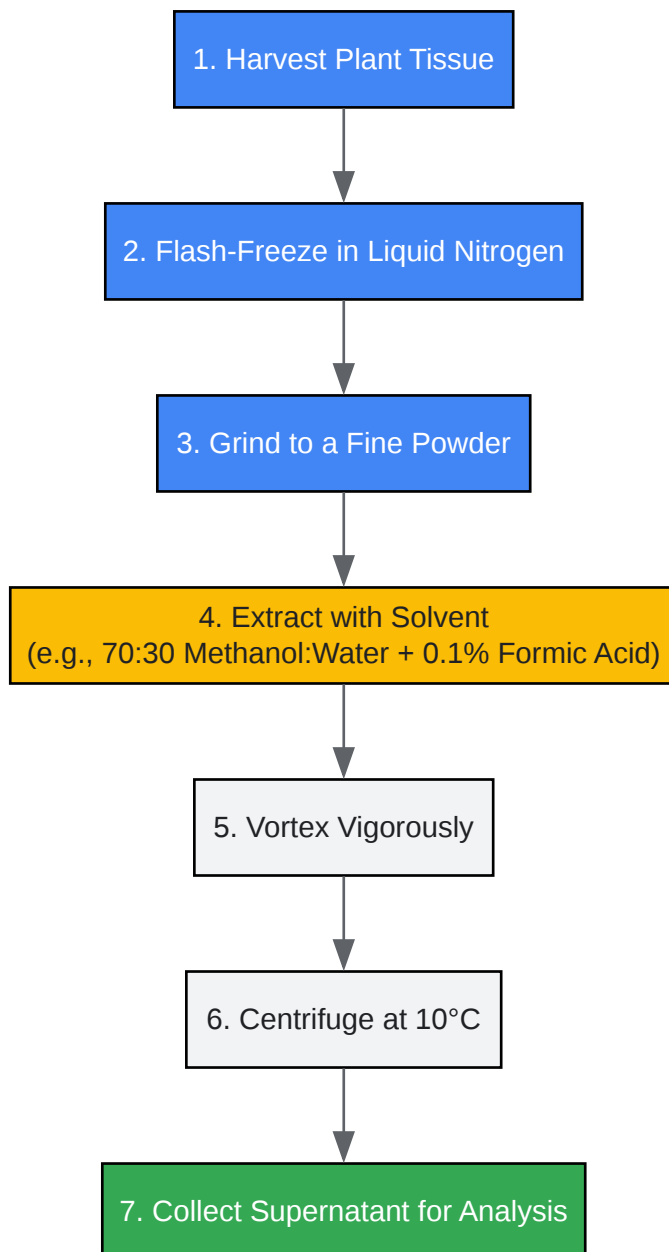 1. Harvest Plant Tissue
2. Flash-Freeze in Liquid Nitrogen
3. Grind to a Fine Powder
4. Extract with Solvent
(e.g., 70:30 Methanol:Water + 0.1% Formic Acid)
5. Vortex Vigorously
6. Centrifuge at 10°C
7. Collect Supernatant for Analysis